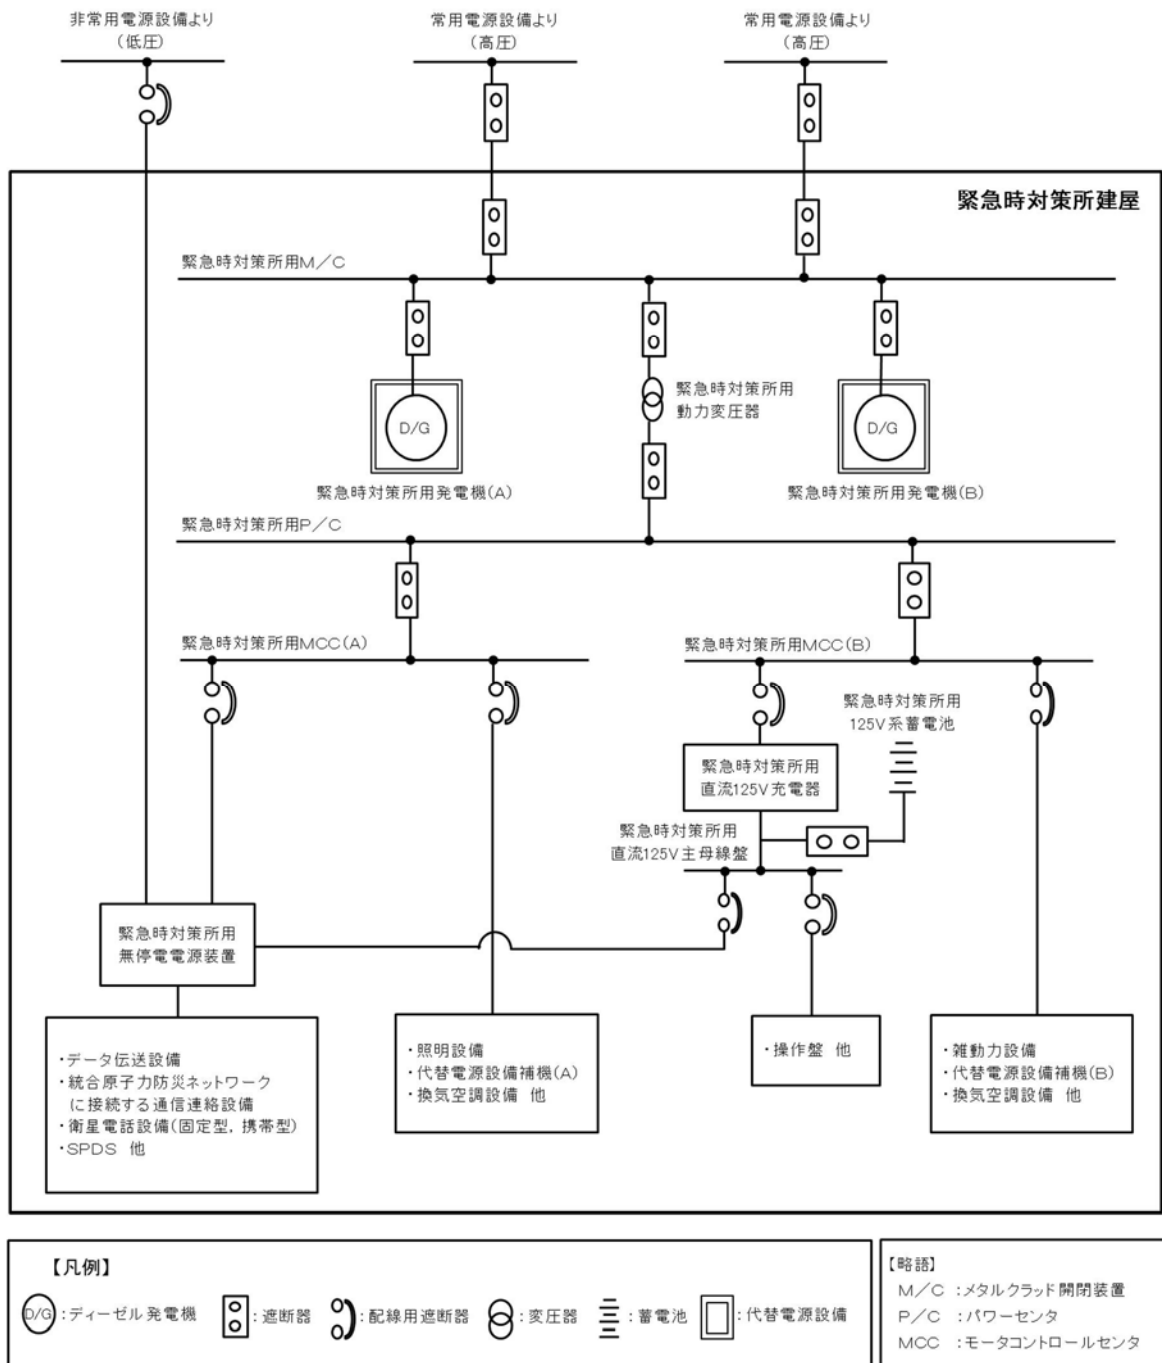 非常用電源設備より
(低圧)
常用電源設備より
(高圧)
常用電源設備より
(高圧)
緊急時対策所建屋
緊急時対策所用M／C
緊急時対策所用
動力変圧器
D/G
D/G
緊急時対策所用発電機(A)
緊急時対策所用発電機(B)
緊急時対策所用P／C
緊急時対策所用MCC(A)
緊急時対策所用MCC(B)
緊急時対策所用
125V系蓄電池
緊急時対策所用
直流125V充電器
緊急時対策所用
直流125V主母線盤
緊急時対策所用
無停電電源装置
・データ伝送設備
・統合原子力防災ネットワーク
に接続する通信連絡設備
・衛星電話設備(固定型，携帯型)
・SPDS 他
・照明設備
・代替電源設備補機(A)
・換気空調設備 他
・操作盤 他
・雑動力設備
・代替電源設備補機(B)
・換気空調設備 他
【凡例】
D/G :ディーゼル発電機
:遮断器
:配線用遮断器
:変圧器
:蓄電池
:代替電源設備
【略語】
M／C :メタルクラッド開閉装置
P／C :パワーセンタ
MCC :モータコントロールセンタ